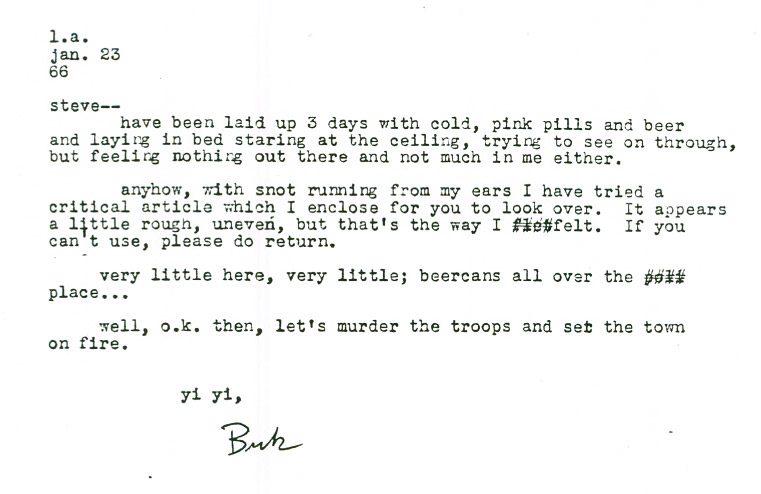 l.a.
jan. 23
66
steve--
have been laid up 3 days with cold, pink pills and beer
and laying in bed staring at the ceiling, trying to see on through,
but feeling nothing out there and not much in me either.
anyhow, with snot running from my ears I have tried a
critical article which I enclose for you to look over. It appears
a little rough, uneven, but that's the way I felt. If you
can't use, please do return.
very little here, very little; beercans all over the
place...
well, o.k. then, let's murder the troops and set the town
on fire.
yi yi,
Buk